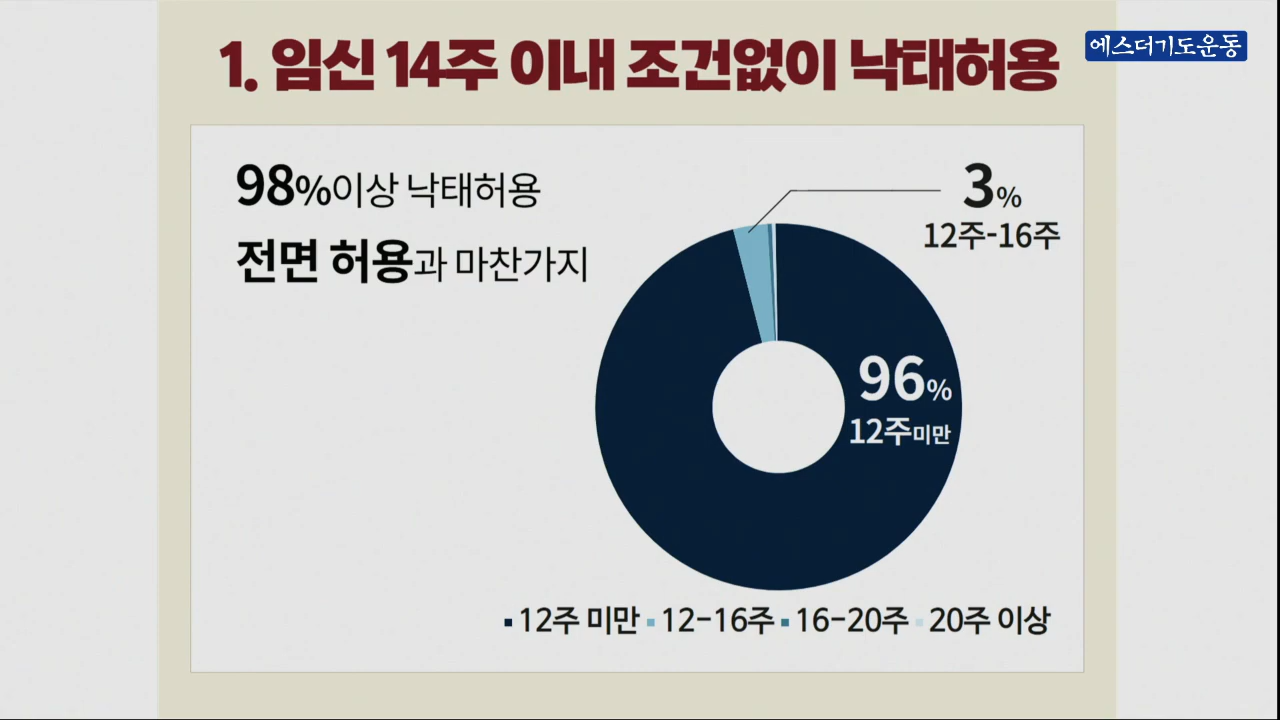 1. 임신 14주 이내 조건없이 낙태허용
에스더기도운동
98%이상 낙태허용
전면 허용과 마찬가지
3%
12주-16주
96%
12주미만
12주 미만 12-16주 16-20주 20주 이상